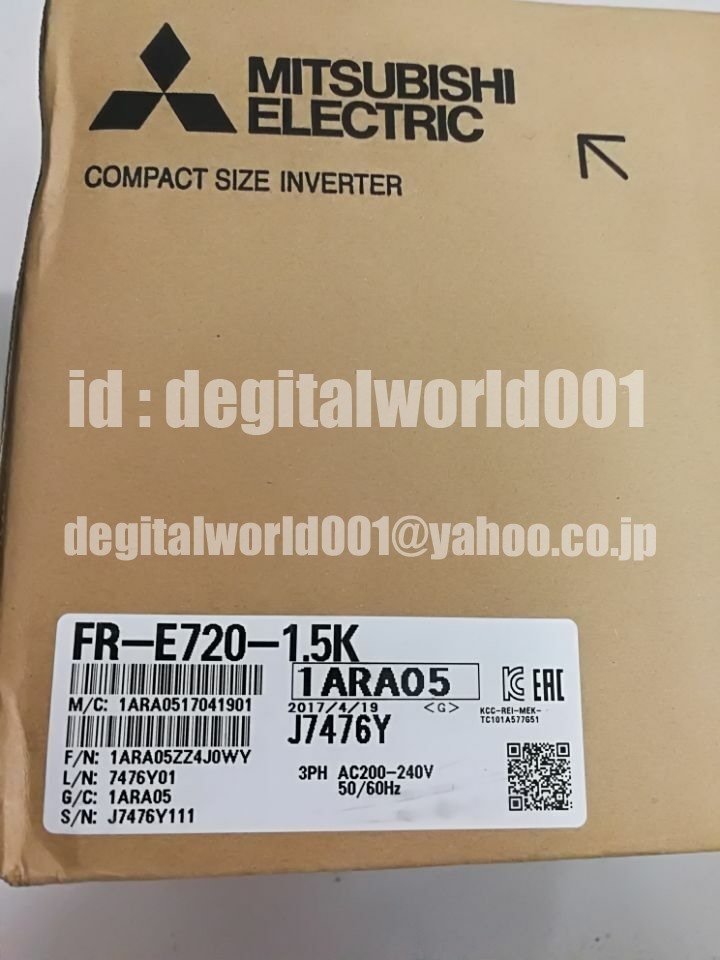 MITSUBISHI
ELECTRIC
COMPACT SIZE INVERTER
id : degitalworld001
degitalworld001@yahoo.co.jp
FR-E720-1.5K
1ARA05
M/C: 1ARA0517041901
2017/4/19 <G>
J7476Y
KCC-REI-MEK-
TC101A577G51
EAC
F/N: 1ARA05ZZ4J0WY
L/N: 7476Y01
G/C: 1ARA05
S/N: J7476Y111
3PH AC200-240V
50/60Hz